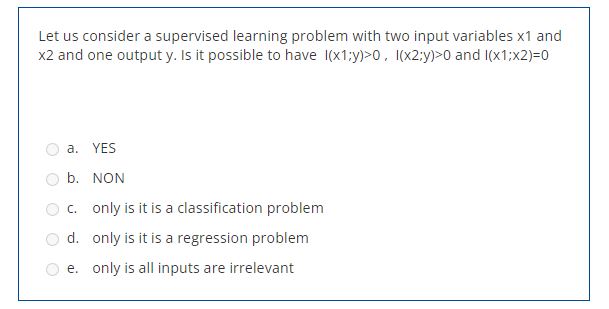 Let us consider a supervised learning problem with two input variables x1 and
x2 and one output y. Is it possible to have I(x1;y)>0 , I(x2;y)>0 and I(x1;x2)=0
a. YES
b. NON
c. only is it is a classification problem
d. only is it is a regression problem
e. only is all inputs are irrelevant